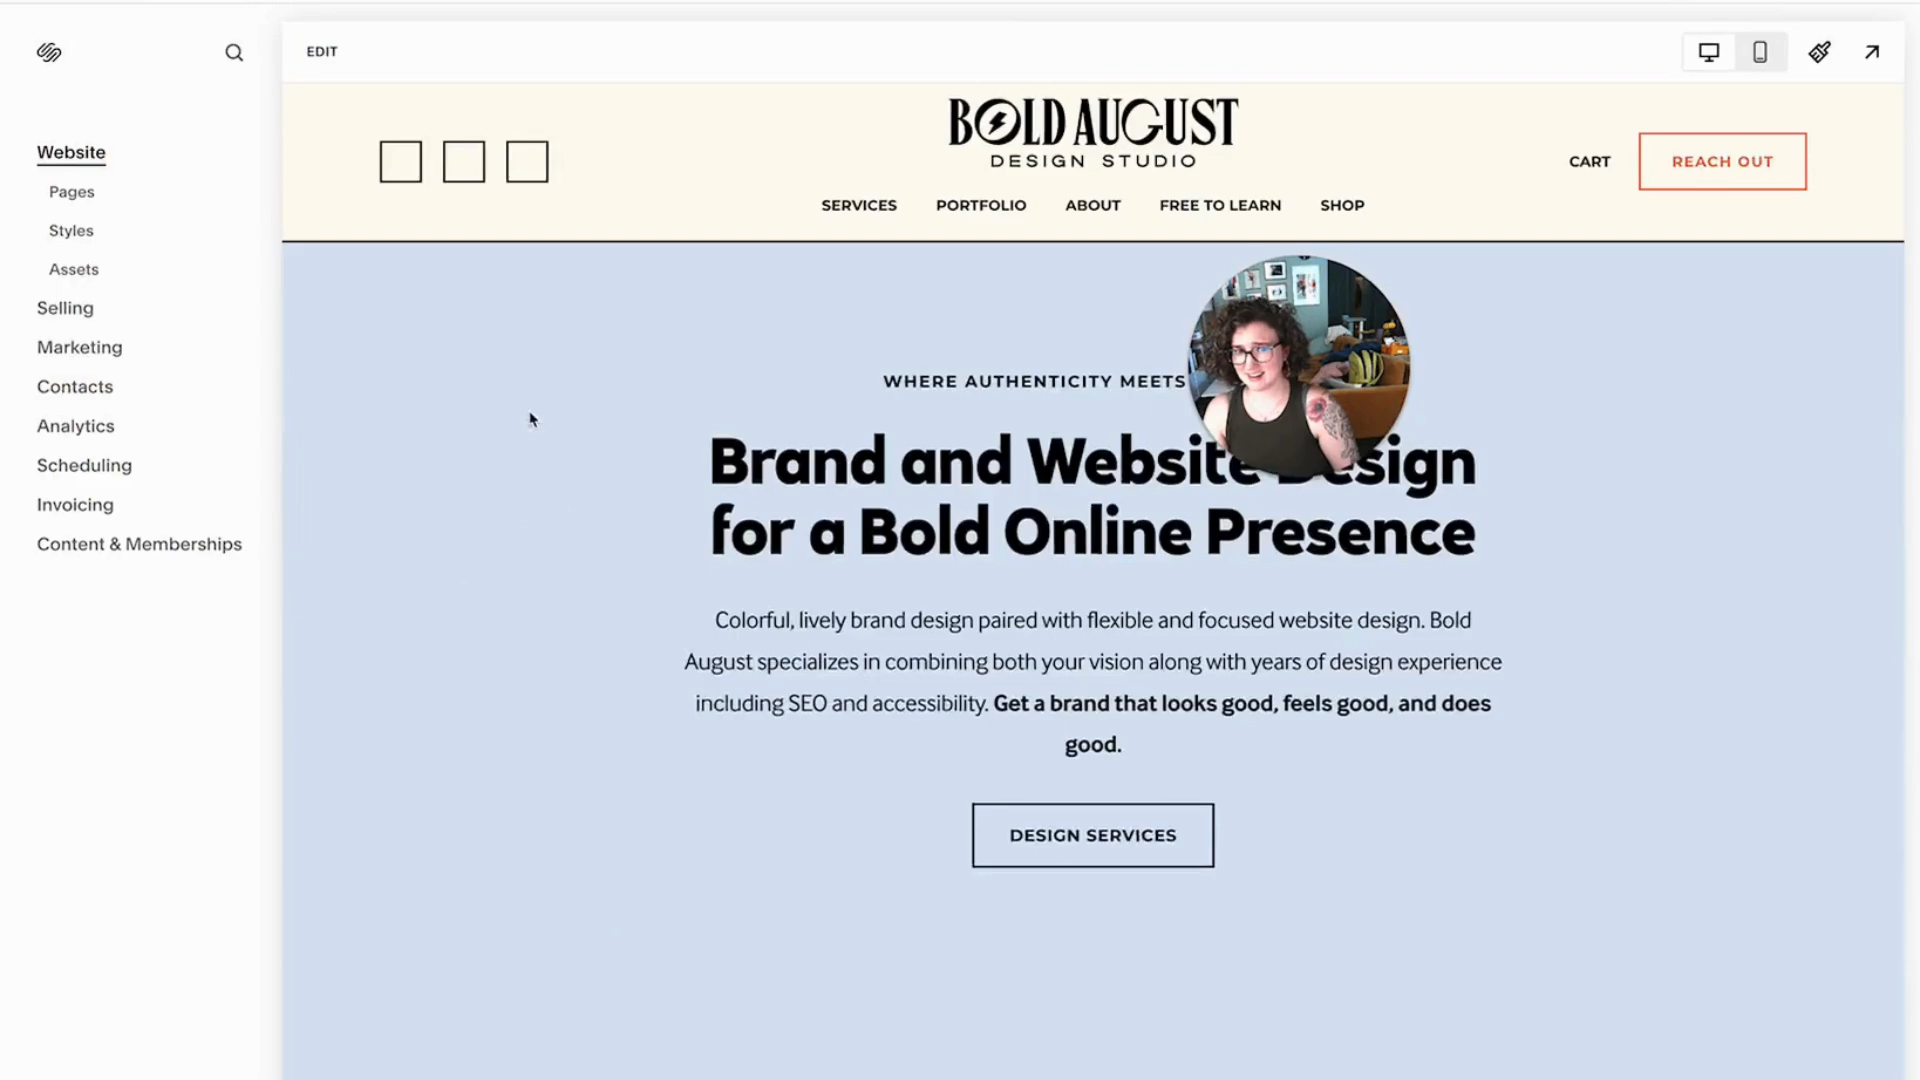 EDIT
Website
Pages
Styles
Assets
Selling
Marketing
Contacts
Analytics
Scheduling
Invoicing
Content & Memberships
BOLD AUGUST
DESIGN STUDIO
CART
REACH OUT
SERVICES
PORTFOLIO
ABOUT
FREE TO LEARN
SHOP
WHERE AUTHENTICITY MEETS
Brand and Website Design
for a Bold Online Presence
Colorful, lively brand design paired with flexible and focused website design. Bold
August specializes in combining both your vision along with years of design experience
including SEO and accessibility. Get a brand that looks good, feels good, and does
good.
DESIGN SERVICES